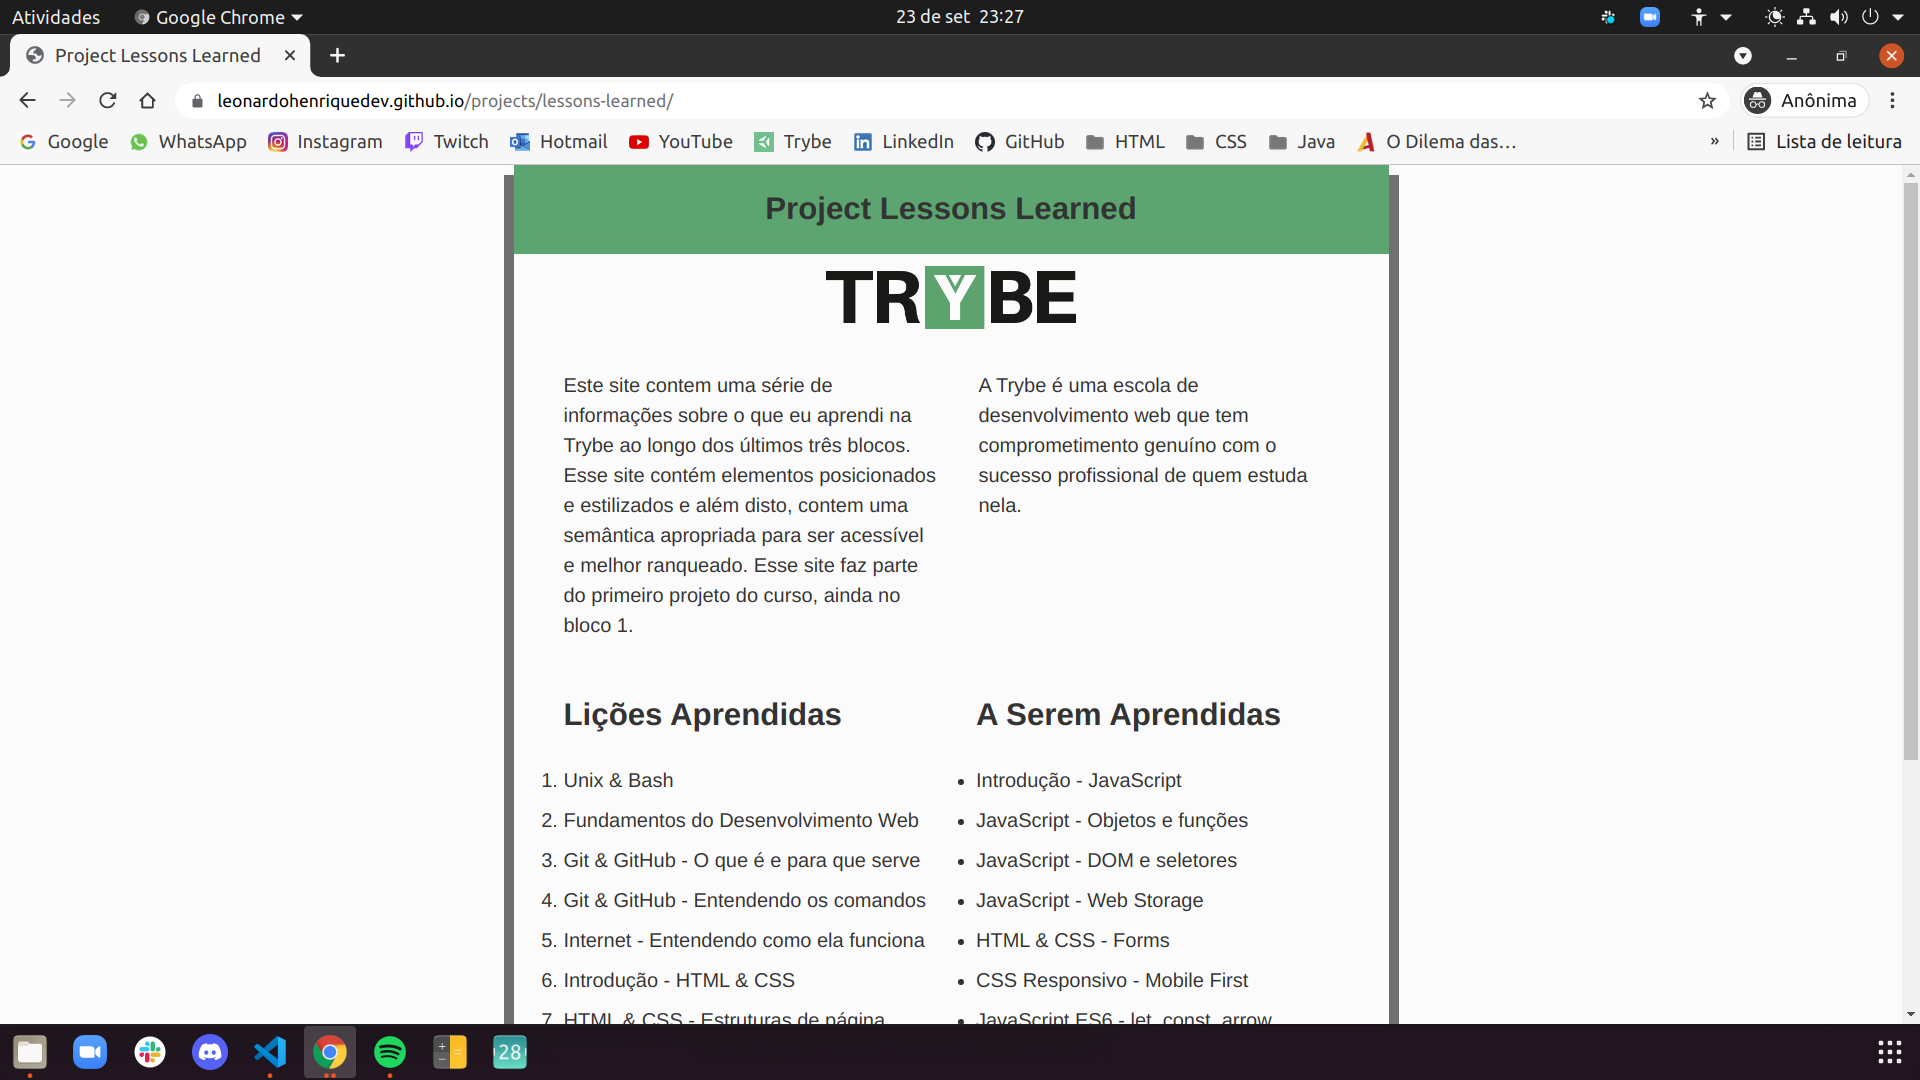 Atividades Google Chrome 23 de set 23:27
Project Lessons Learned
leonardohenriquedev.github.io/projects/lessons-learned/ Anônima
Google WhatsApp Instagram Twitch Hotmail YouTube Trybe LinkedIn GitHub HTML CSS Java O Dilema das… » Lista de leitura
Project Lessons Learned
TRYBE
Este site contem uma série de
informações sobre o que eu aprendi na
Trybe ao longo dos últimos três blocos.
Esse site contém elementos posicionados
e estilizados e além disto, contem uma
semântica apropriada para ser acessível
e melhor ranqueado. Esse site faz parte
do primeiro projeto do curso, ainda no
bloco 1.
A Trybe é uma escola de
desenvolvimento web que tem
comprometimento genuíno com o
sucesso profissional de quem estuda
nela.
Lições Aprendidas
1. Unix & Bash
2. Fundamentos do Desenvolvimento Web
3. Git & GitHub - O que é e para que serve
4. Git & GitHub - Entendendo os comandos
5. Internet - Entendendo como ela funciona
6. Introdução - HTML & CSS
7. HTML & CSS - Estruturas de página
A Serem Aprendidas
• Introdução - JavaScript
• JavaScript - Objetos e funções
• JavaScript - DOM e seletores
• JavaScript - Web Storage
• HTML & CSS - Forms
• CSS Responsivo - Mobile First
• JavaScript ES6 - let, const, arrow
28